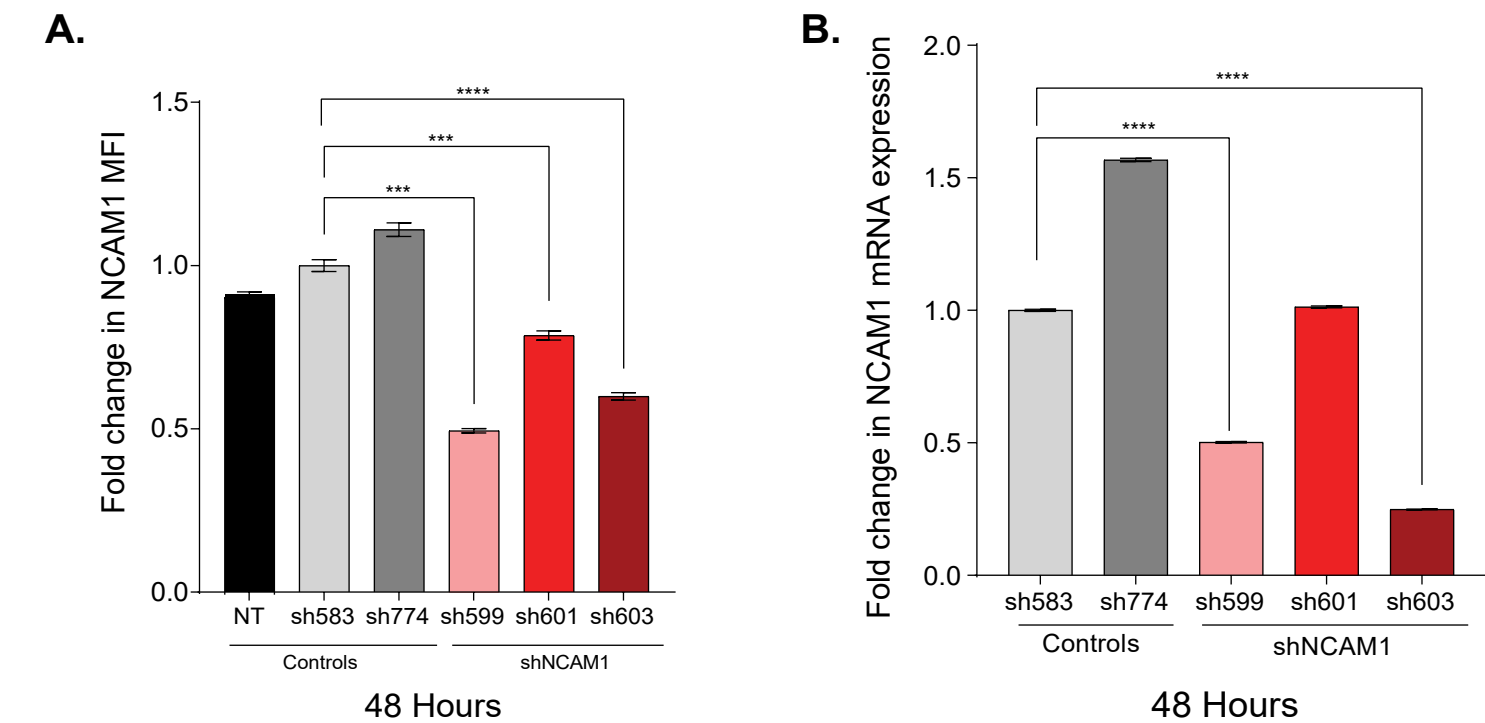 A.
Fold change in NCAM1 MFI
1.5
1.0
0.5
0.0
****
***
***
NT sh583 sh774 sh599 sh601 sh603
Controls shNCAM1
48 Hours
B.
Fold change in NCAM1 mRNA expression
2.0
1.5
1.0
0.5
0.0
****
****
sh583 sh774 sh599 sh601 sh603
Controls shNCAM1
48 Hours